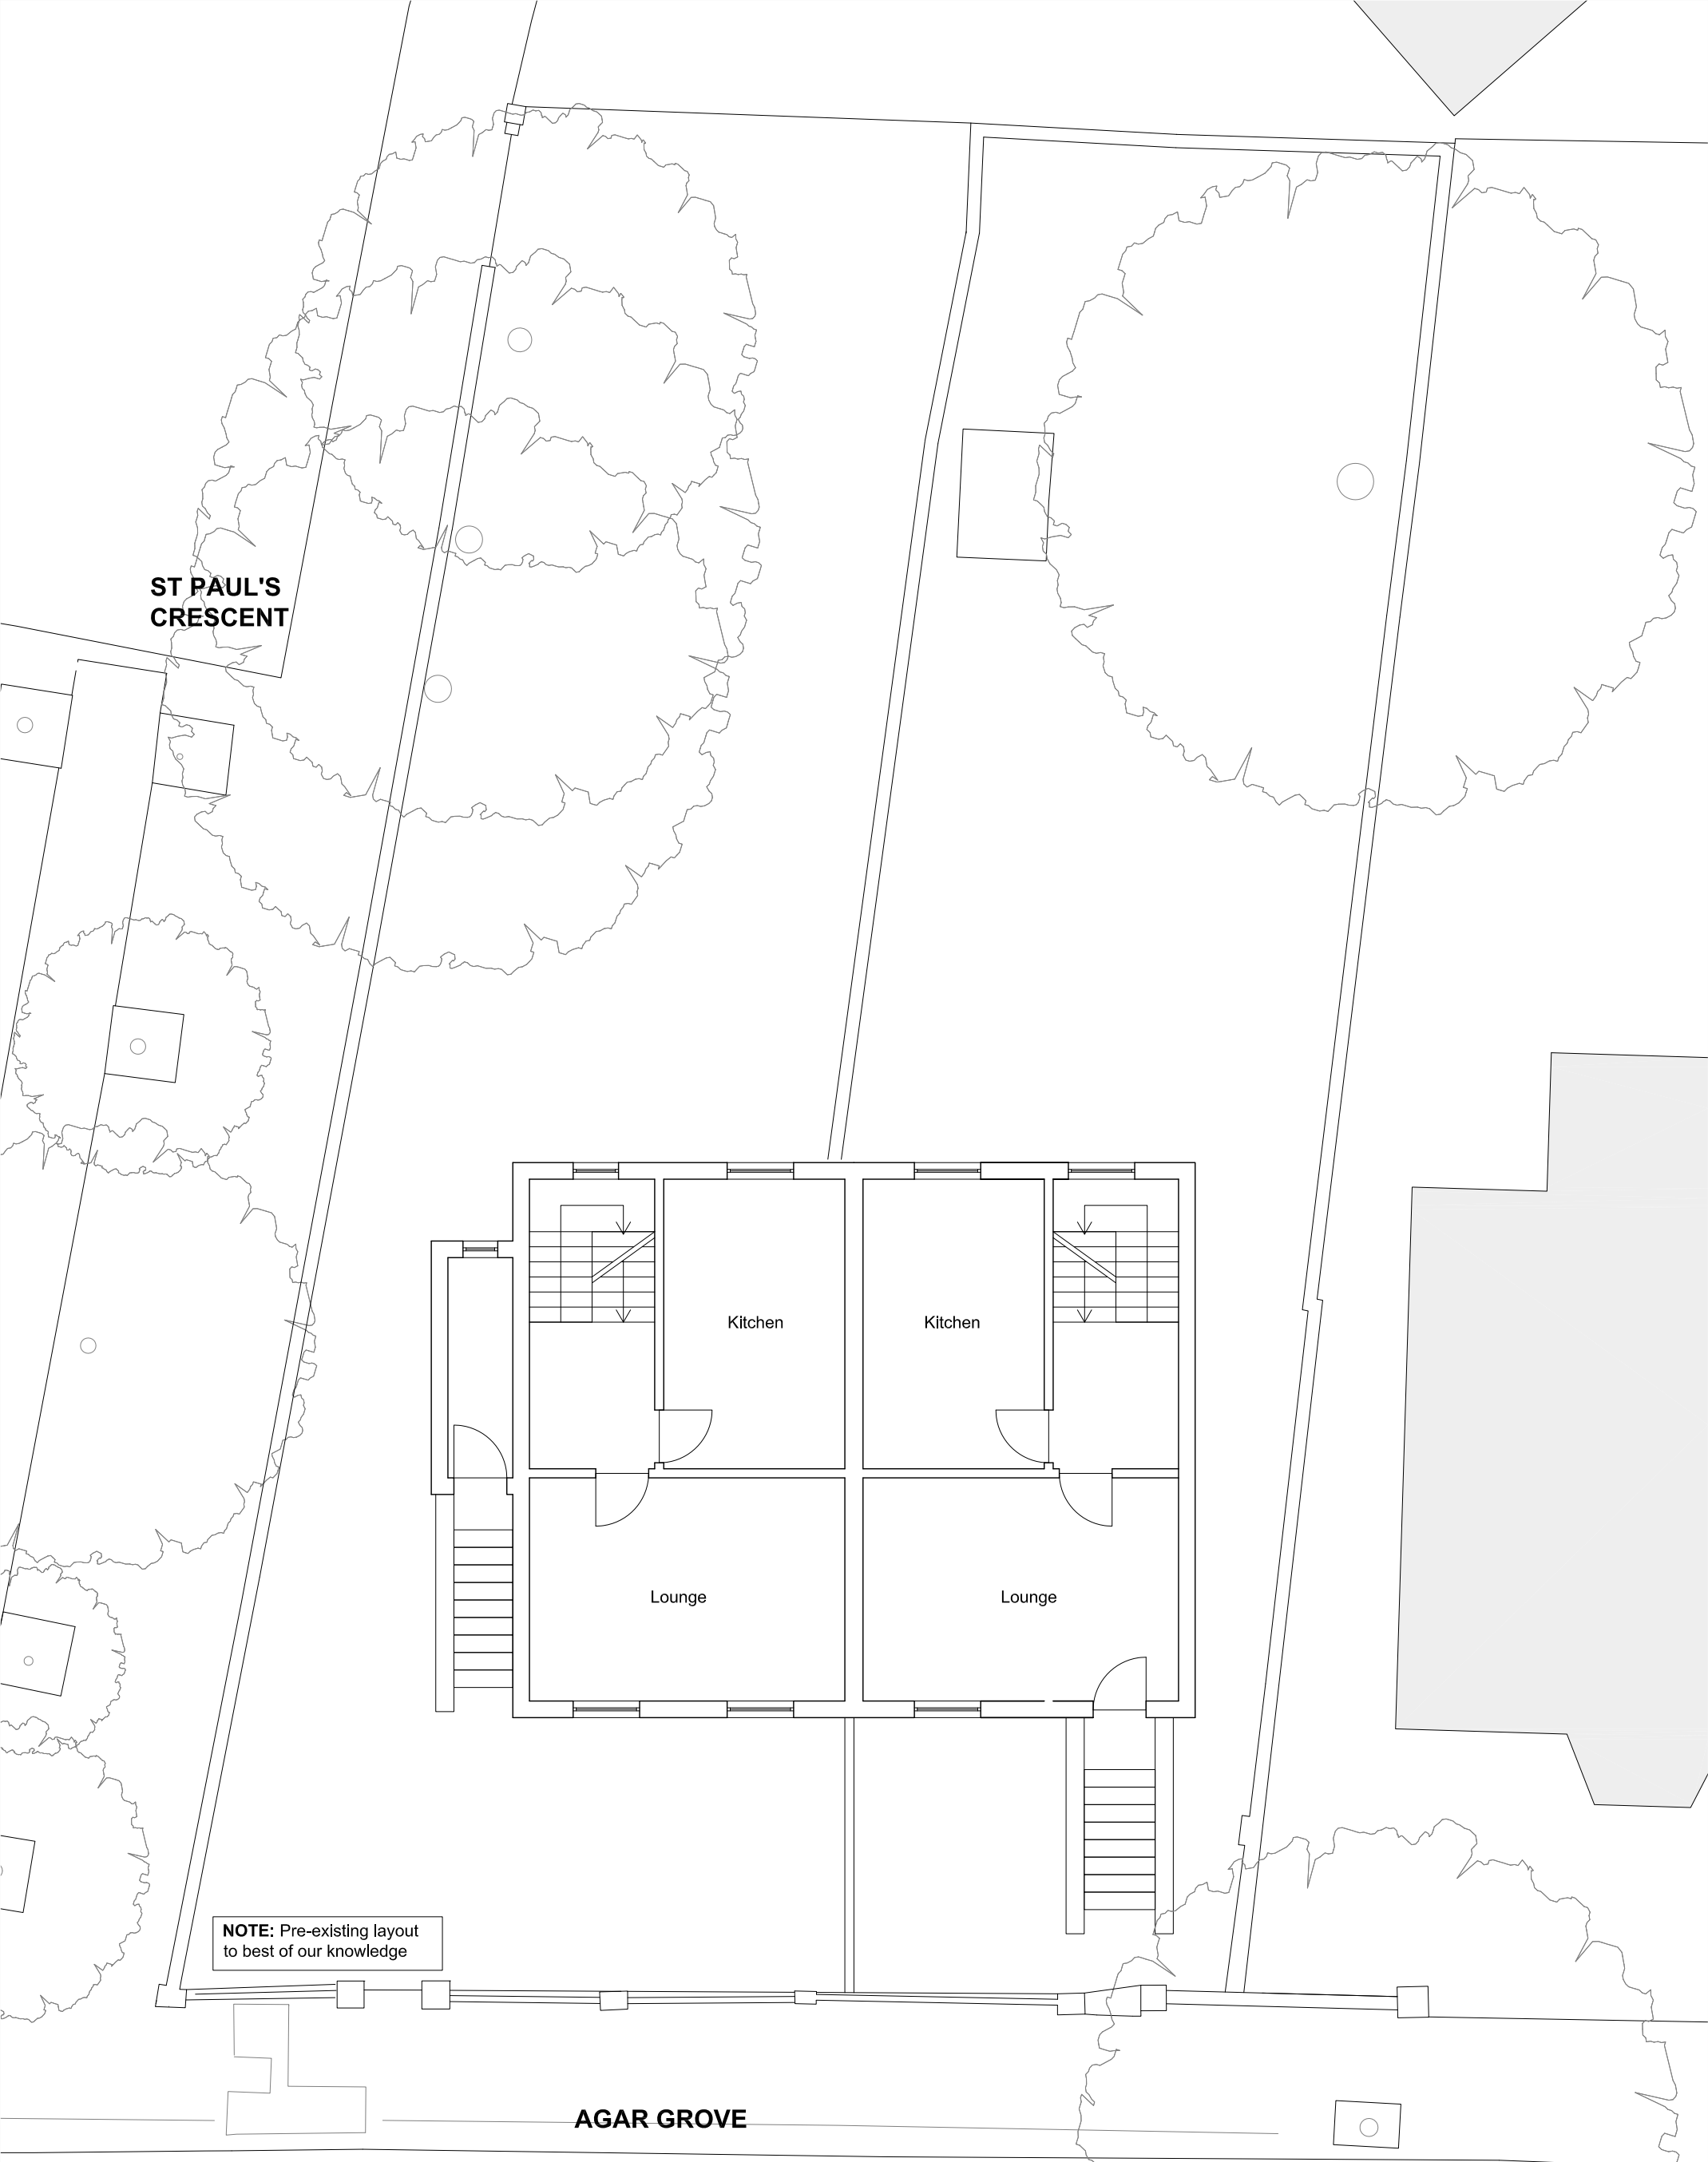 ST PAUL'S
CRESCENT
Kitchen
Kitchen
Lounge
Lounge
NOTE: Pre-existing layout
to best of our knowledge
AGAR GROVE